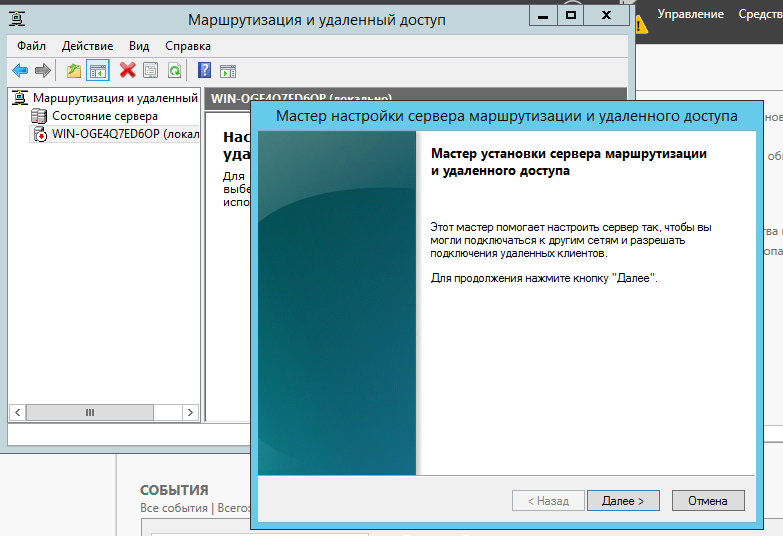 Маршрутизация и удаленный доступ
Управление
Средств
Файл Действие Вид Справка
Маршрутизация и удаленный
Состояние сервера
WIN-OGE4Q7ED6OP (локал
WIN-OGE4Q7ED6OP (локально)
Нас
уда
Для
выбе
испо
Мастер настройки сервера маршрутизации и удаленного доступа
Мастер установки сервера маршрутизации
и удаленного доступа
Этот мастер помогает настроить сервер так, чтобы вы
могли подключаться к другим сетям и разрешать
подключения удаленных клиентов.
Для продолжения нажмите кнопку "Далее".
< Назад
Далее >
Отмена
СОБЫТИЯ
Все события | Всего: